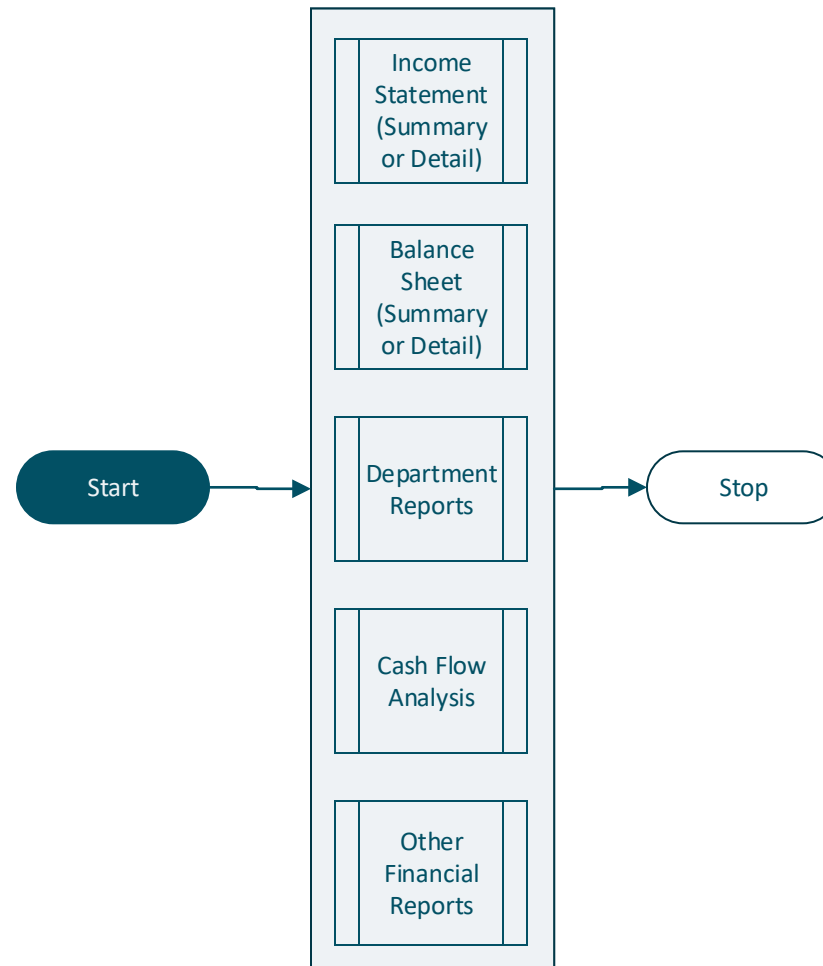 Income
Statement
(Summary
or Detail)
Balance
Sheet
(Summary
or Detail)
Start
Department
Reports
Stop
Cash Flow
Analysis
Other
Financial
Reports